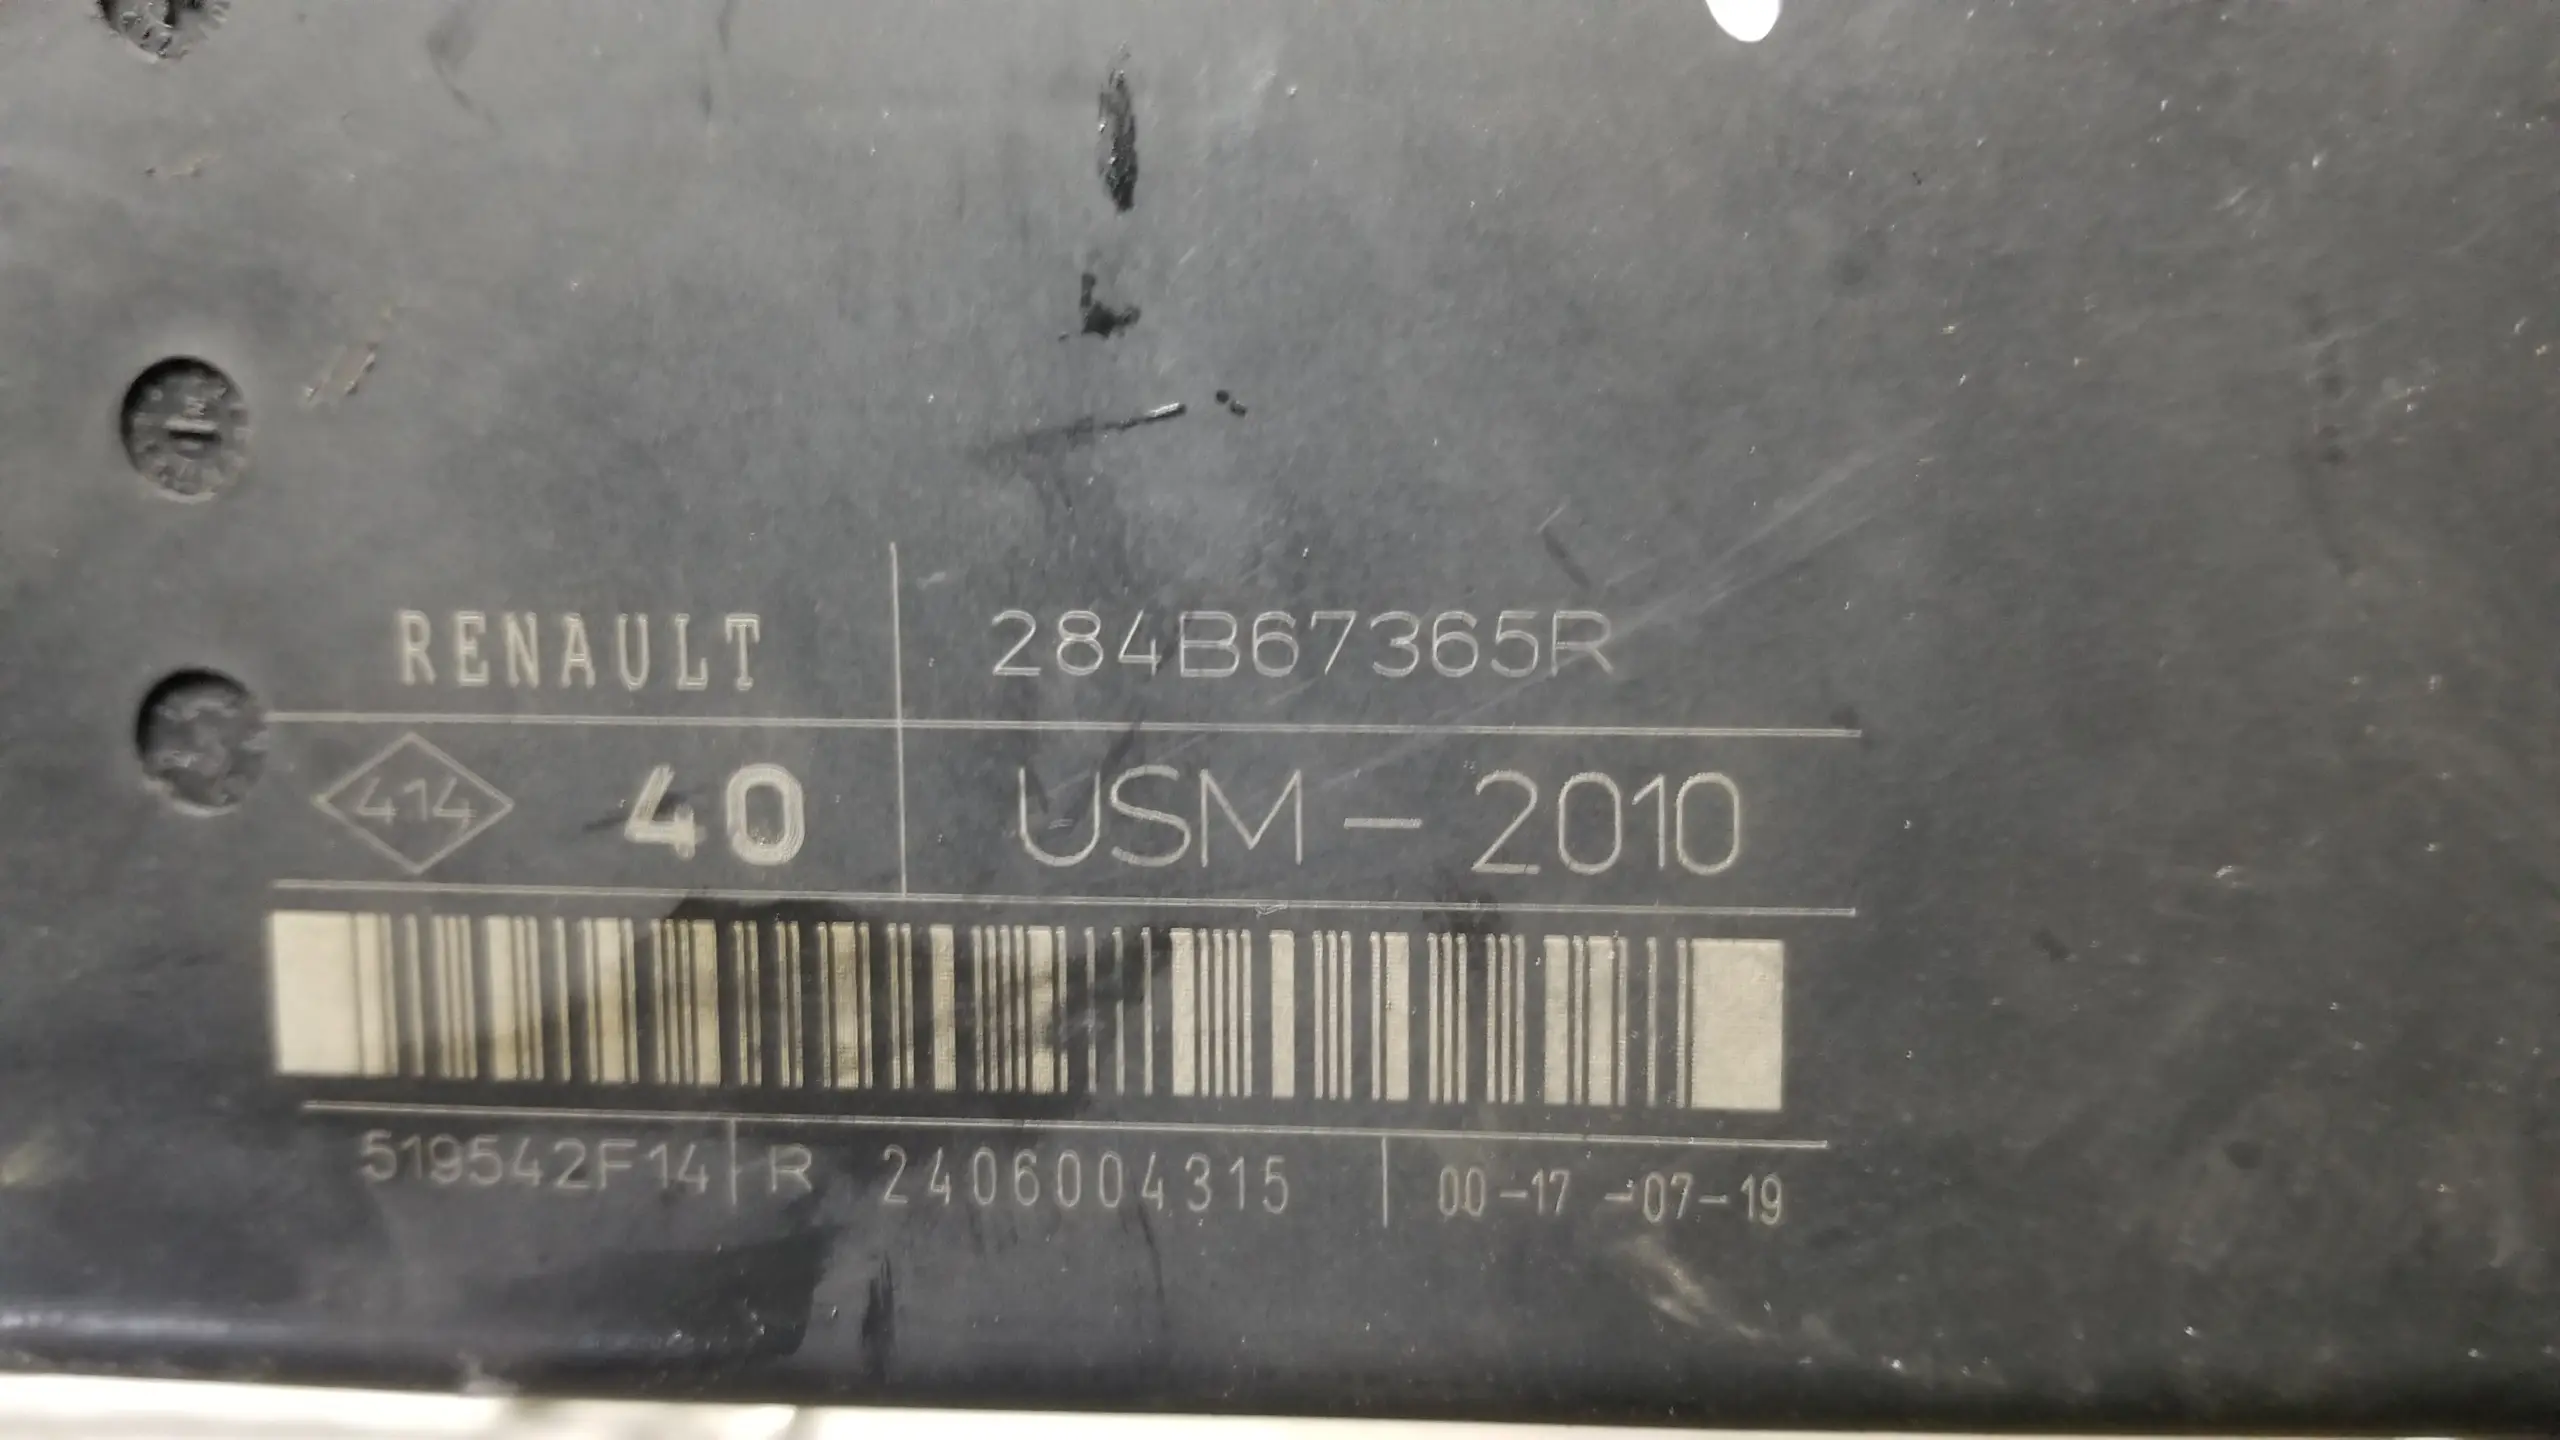 RENAULT 284B67365R
414 40 USM - 2010
519542F14 R 2406004315 00-17 -07-19